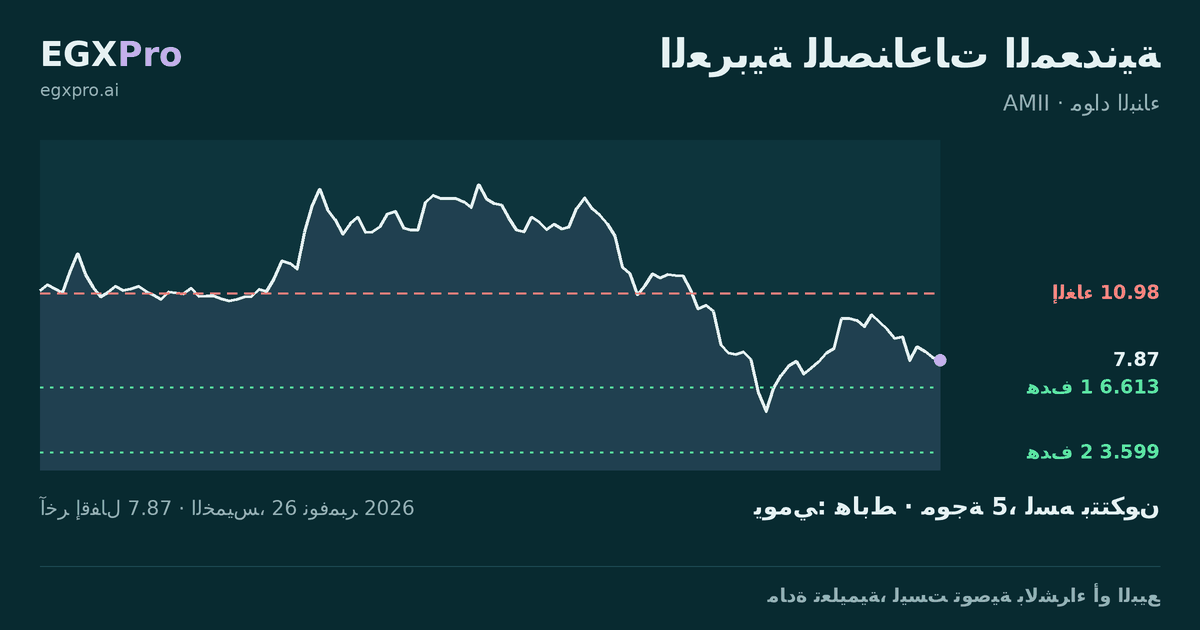 EGXPro
egxpro.ai
العربية للصناعات المعدنية
AMII · مواد البناء
إلغاء 10.98
7.87
هدف 1 6.613
هدف 2 3.599
يومي: هابط · موجة 5، لسه بتتكون
آخر إقفال 7.87 · الخميس، 26 نوفمبر 2026
مادة تعليمية، ليست توصية بالشراء أو البيع